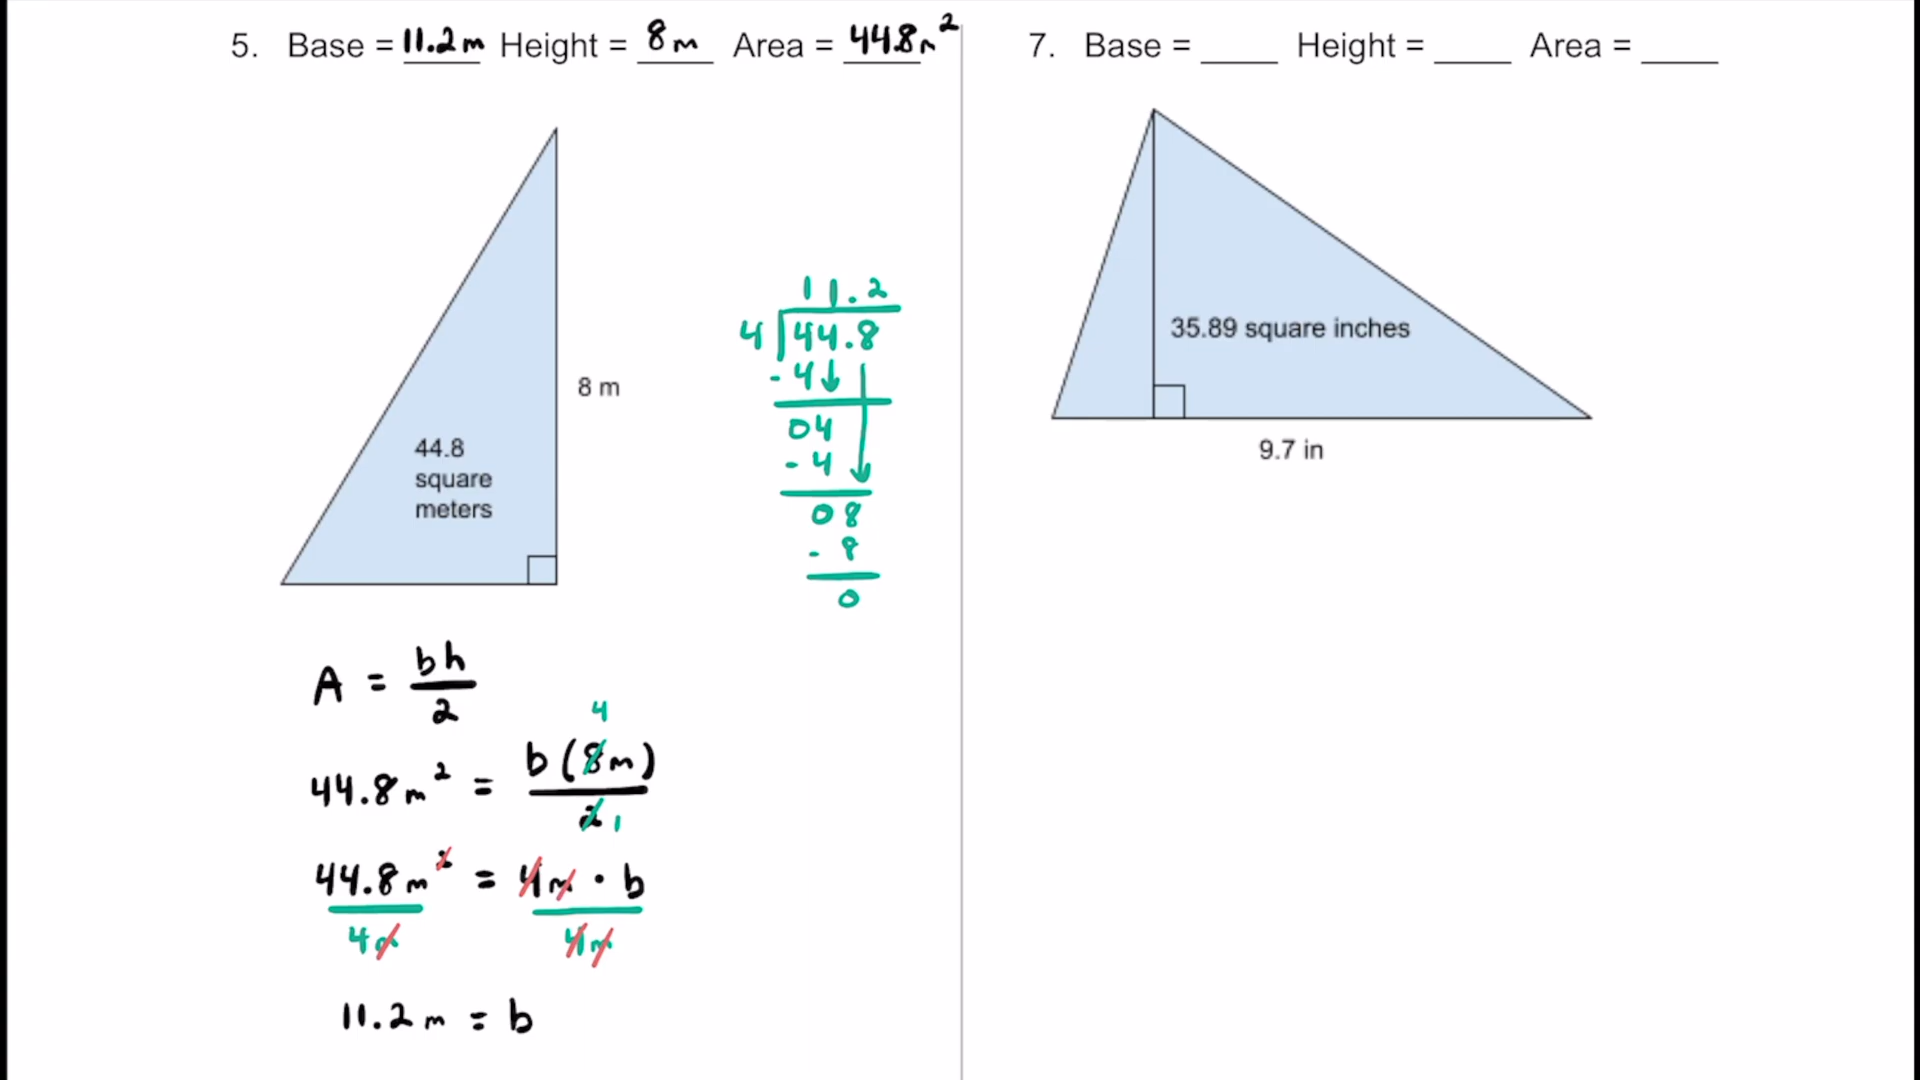 5. Base = 11.2m Height = 8m Area = 44.8m²
8 m
44.8
square
meters
11.2
4 44.8
- 4
04
- 4
08
- 8
0
A = bh
2
4
44.8m² = b(8m)
2 1
44.8m² = 4m · b
4m 4m
11.2m = b
7. Base = ____ Height = ____ Area = ____
35.89 square inches
9.7 in